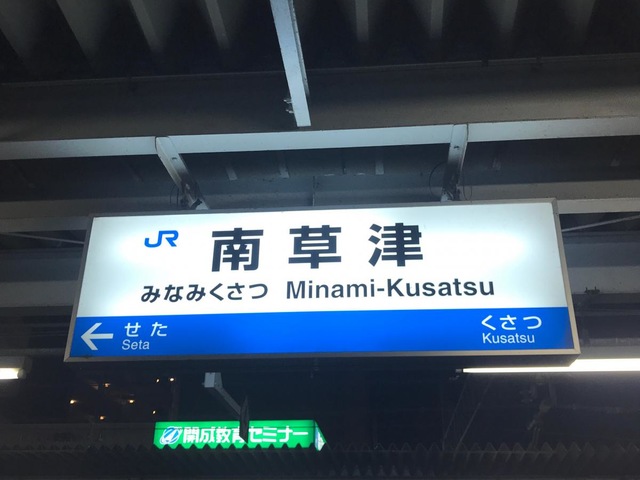 JR 南草津
みなみくさつ Minami-Kusatsu
← せた くさつ
Seta Kusatsu
開成教育セミナー